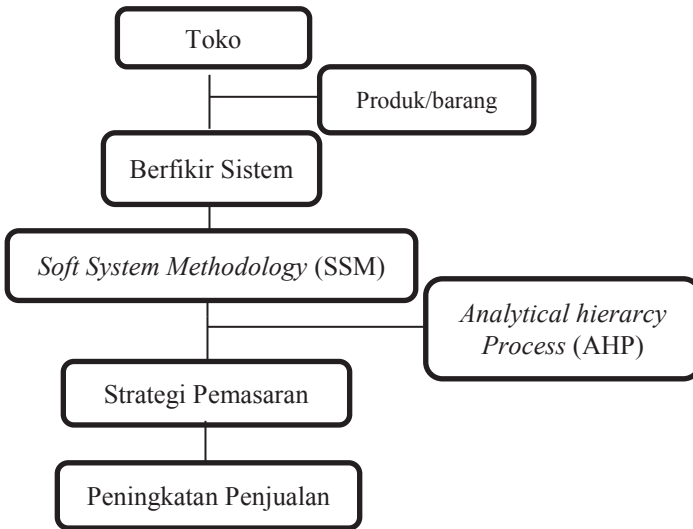 Toko
Produk/barang
Berfikir Sistem
Soft System Methodology (SSM)
Analytical hierarcy
Process (AHP)
Strategi Pemasaran
Peningkatan Penjualan